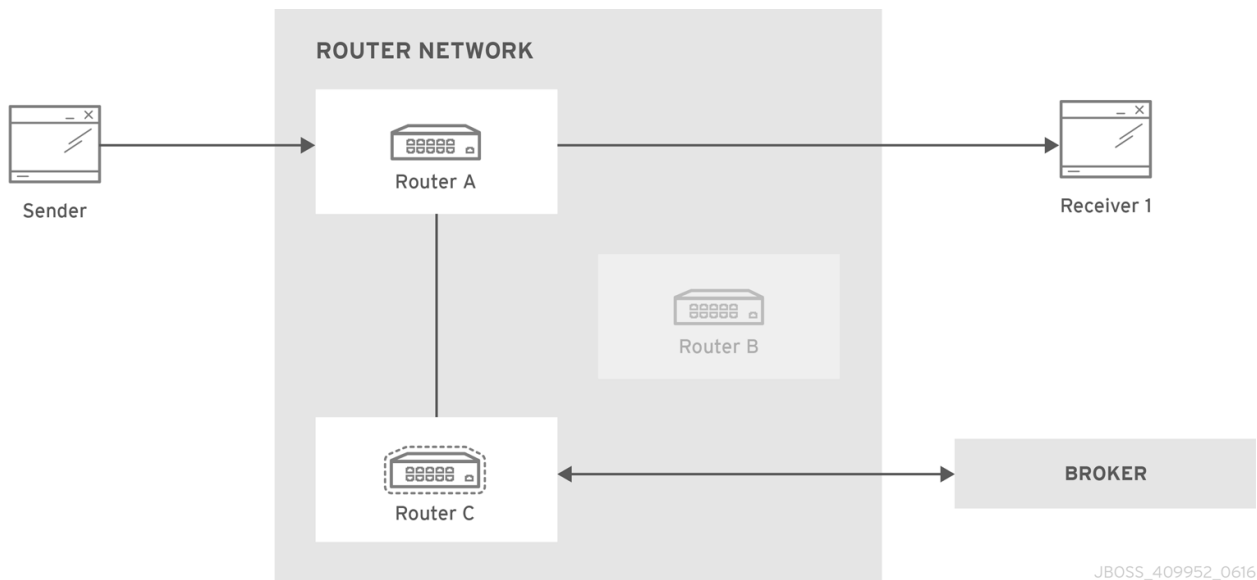 ROUTER NETWORK
Router A
Sender
Receiver 1
Router B
Router C
BROKER
JBOSS_409952_0616